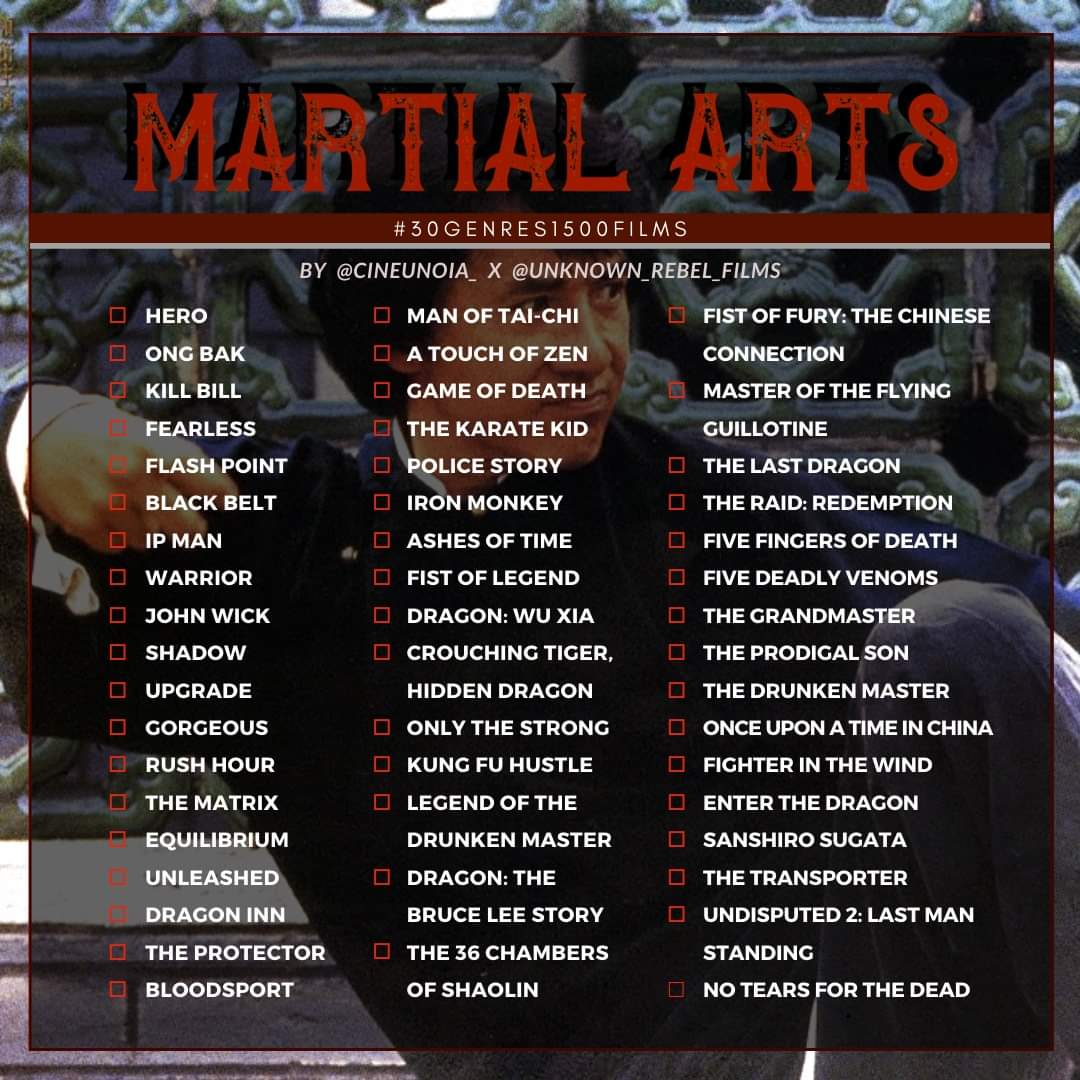 MARTIAL ARTS
#30GENRES1500FILMS
BY @CINEUNOIA_ X @UNKNOWN_REBEL_FILMS
HERO
ONG BAK
KILL BILL
FEARLESS
FLASH POINT
BLACK BELT
IP MAN
WARRIOR
JOHN WICK
SHADOW
UPGRADE
GORGEOUS
RUSH HOUR
THE MATRIX
EQUILIBRIUM
UNLEASHED
DRAGON INN
THE PROTECTOR
BLOODSPORT
MAN OF TAI-CHI
A TOUCH OF ZEN
GAME OF DEATH
THE KARATE KID
POLICE STORY
IRON MONKEY
ASHES OF TIME
FIST OF LEGEND
DRAGON: WU XIA
CROUCHING TIGER,
HIDDEN DRAGON
ONLY THE STRONG
KUNG FU HUSTLE
LEGEND OF THE
DRUNKEN MASTER
DRAGON: THE
BRUCE LEE STORY
THE 36 CHAMBERS
OF SHAOLIN
FIST OF FURY: THE CHINESE
CONNECTION
MASTER OF THE FLYING
GUILLOTINE
THE LAST DRAGON
THE RAID: REDEMPTION
FIVE FINGERS OF DEATH
FIVE DEADLY VENOMS
THE GRANDMASTER
THE PRODIGAL SON
THE DRUNKEN MASTER
ONCE UPON A TIME IN CHINA
FIGHTER IN THE WIND
ENTER THE DRAGON
SANSHIRO SUGATA
THE TRANSPORTER
UNDISPUTED 2: LAST MAN
STANDING
NO TEARS FOR THE DEAD